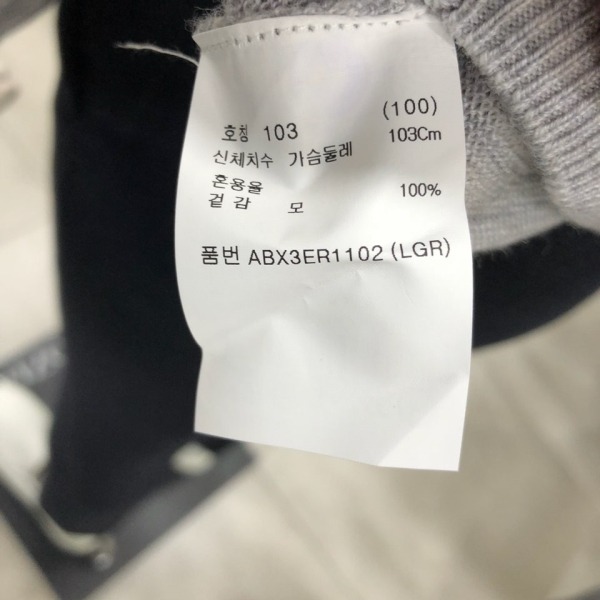 호칭 103 (100)
신체치수 가슴둘레 103Cm
혼용율
겉감 모 100%
품번 ABX3ER1102 (LGR)